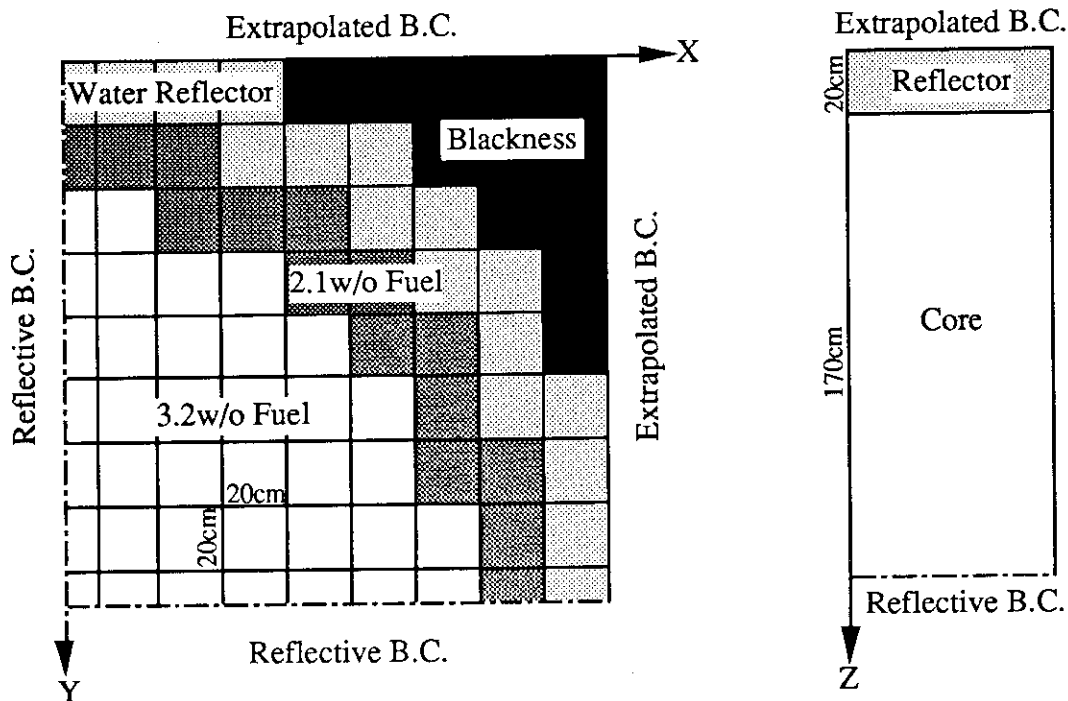 Extrapolated B.C.
X
Water Reflector
Blackness
Reflective B.C.
2.1w/o Fuel
Extrapolated B.C.
3.2w/o Fuel
20cm
20cm
Reflective B.C.
Y
Extrapolated B.C.
20cm
Reflector
170cm
Core
Reflective B.C.
Z